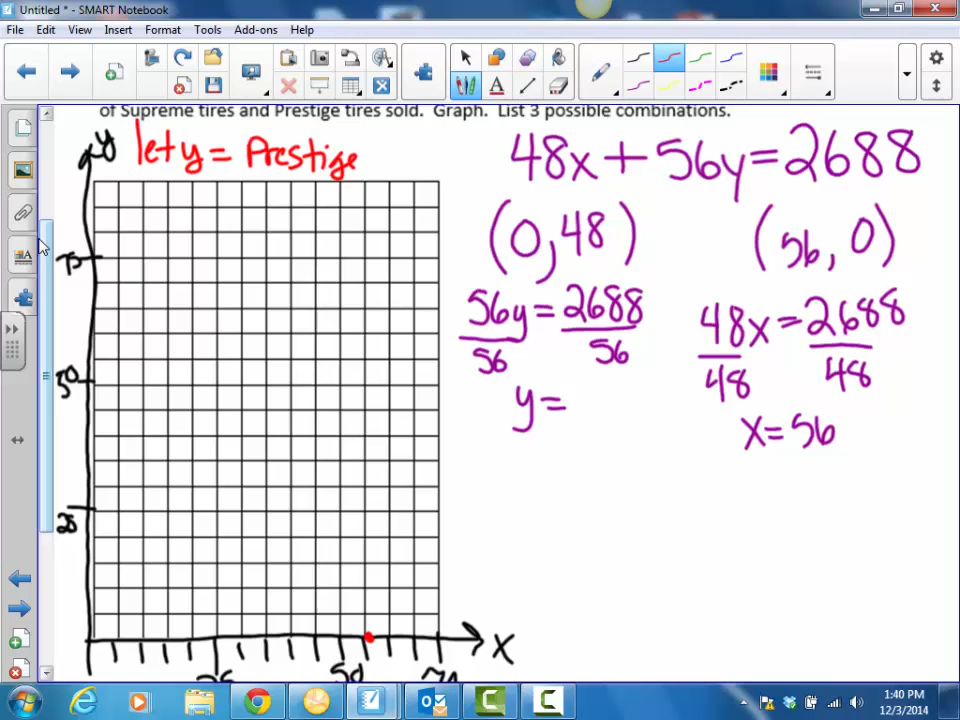 Untitled * - SMART Notebook
File Edit View Insert Format Tools Add-ons Help
of Supreme tires and Prestige tires sold. Graph. List 3 possible combinations.
y let y = Prestige
48x + 56y = 2688
(0, 48) (56, 0)
75
56y = 2688
56 56
48x = 2688
48 48
50
y =
x = 56
25
x
25 50
1:40 PM
12/3/2014